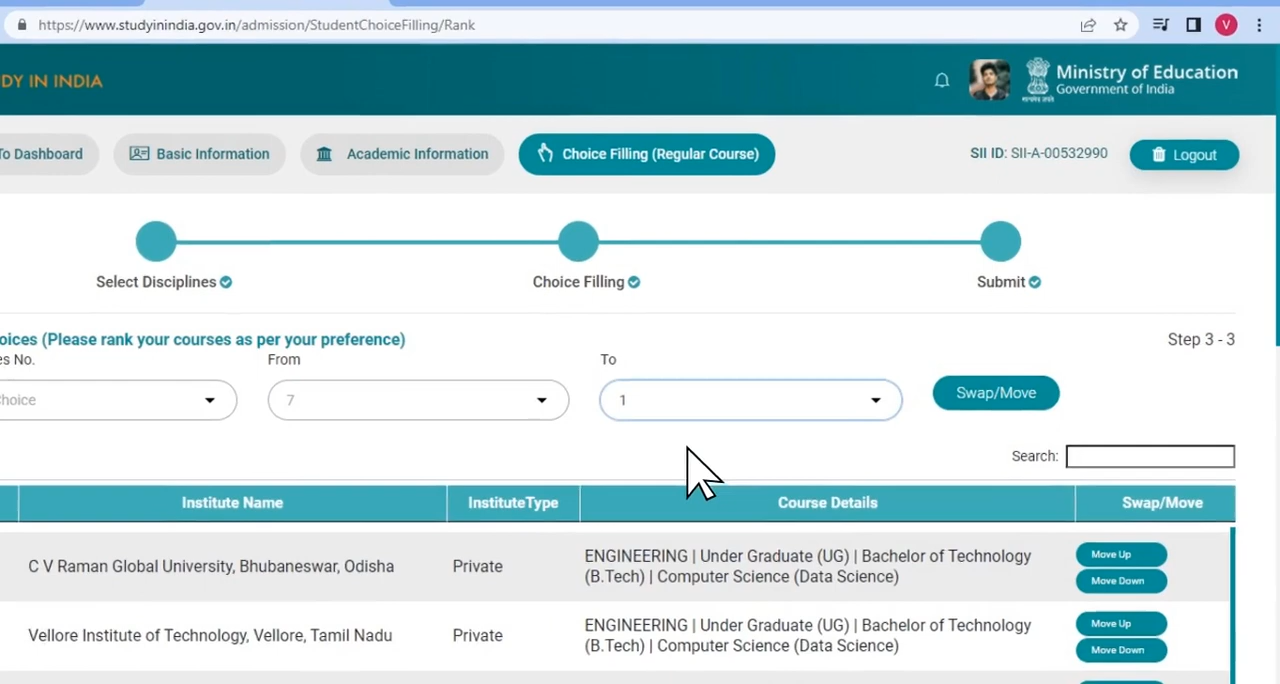 https://www.studyinindia.gov.in/admission/StudentChoiceFilling/Rank
V
DY IN INDIA
Ministry of Education
Government of India
To Dashboard
Basic Information
Academic Information
Choice Filling (Regular Course)
SII ID: SII-A-00532990
Logout
Select Disciplines
Choice Filling
Submit
oices (Please rank your courses as per your preference)
Step 3 - 3
es No.
From
To
hoice
7
1
Swap/Move
Search:
Institute Name
InstituteType
Course Details
Swap/Move
C V Raman Global University, Bhubaneswar, Odisha
Private
ENGINEERING | Under Graduate (UG) | Bachelor of Technology
(B.Tech) | Computer Science (Data Science)
Move Up
Move Down
Vellore Institute of Technology, Vellore, Tamil Nadu
Private
ENGINEERING | Under Graduate (UG) | Bachelor of Technology
(B.Tech) | Computer Science (Data Science)
Move Up
Move Down